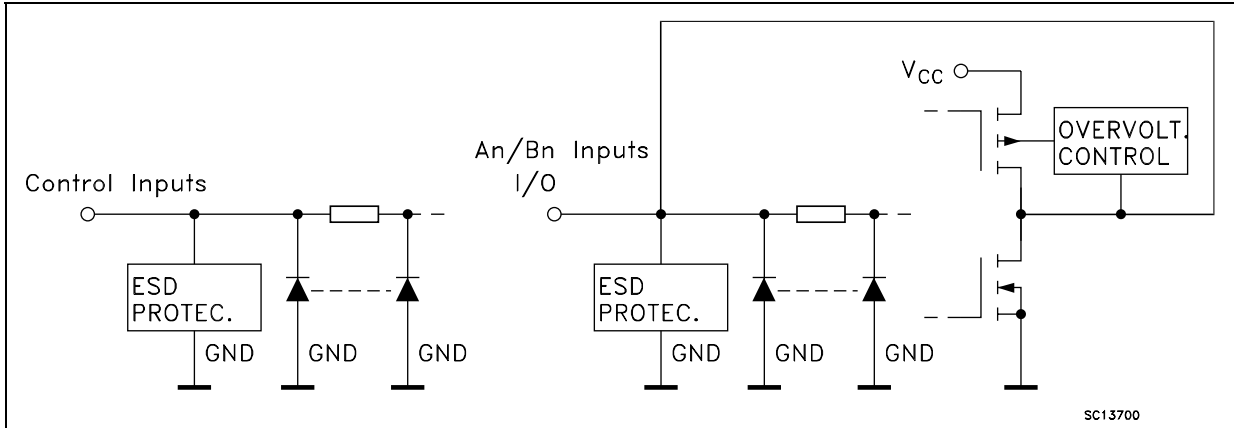 Control Inputs
ESD
PROTEC.
GND
GND
GND
An/Bn Inputs
I/O
ESD
PROTEC.
GND
GND
GND
VCC
OVERVOLT.
CONTROL
SC13700